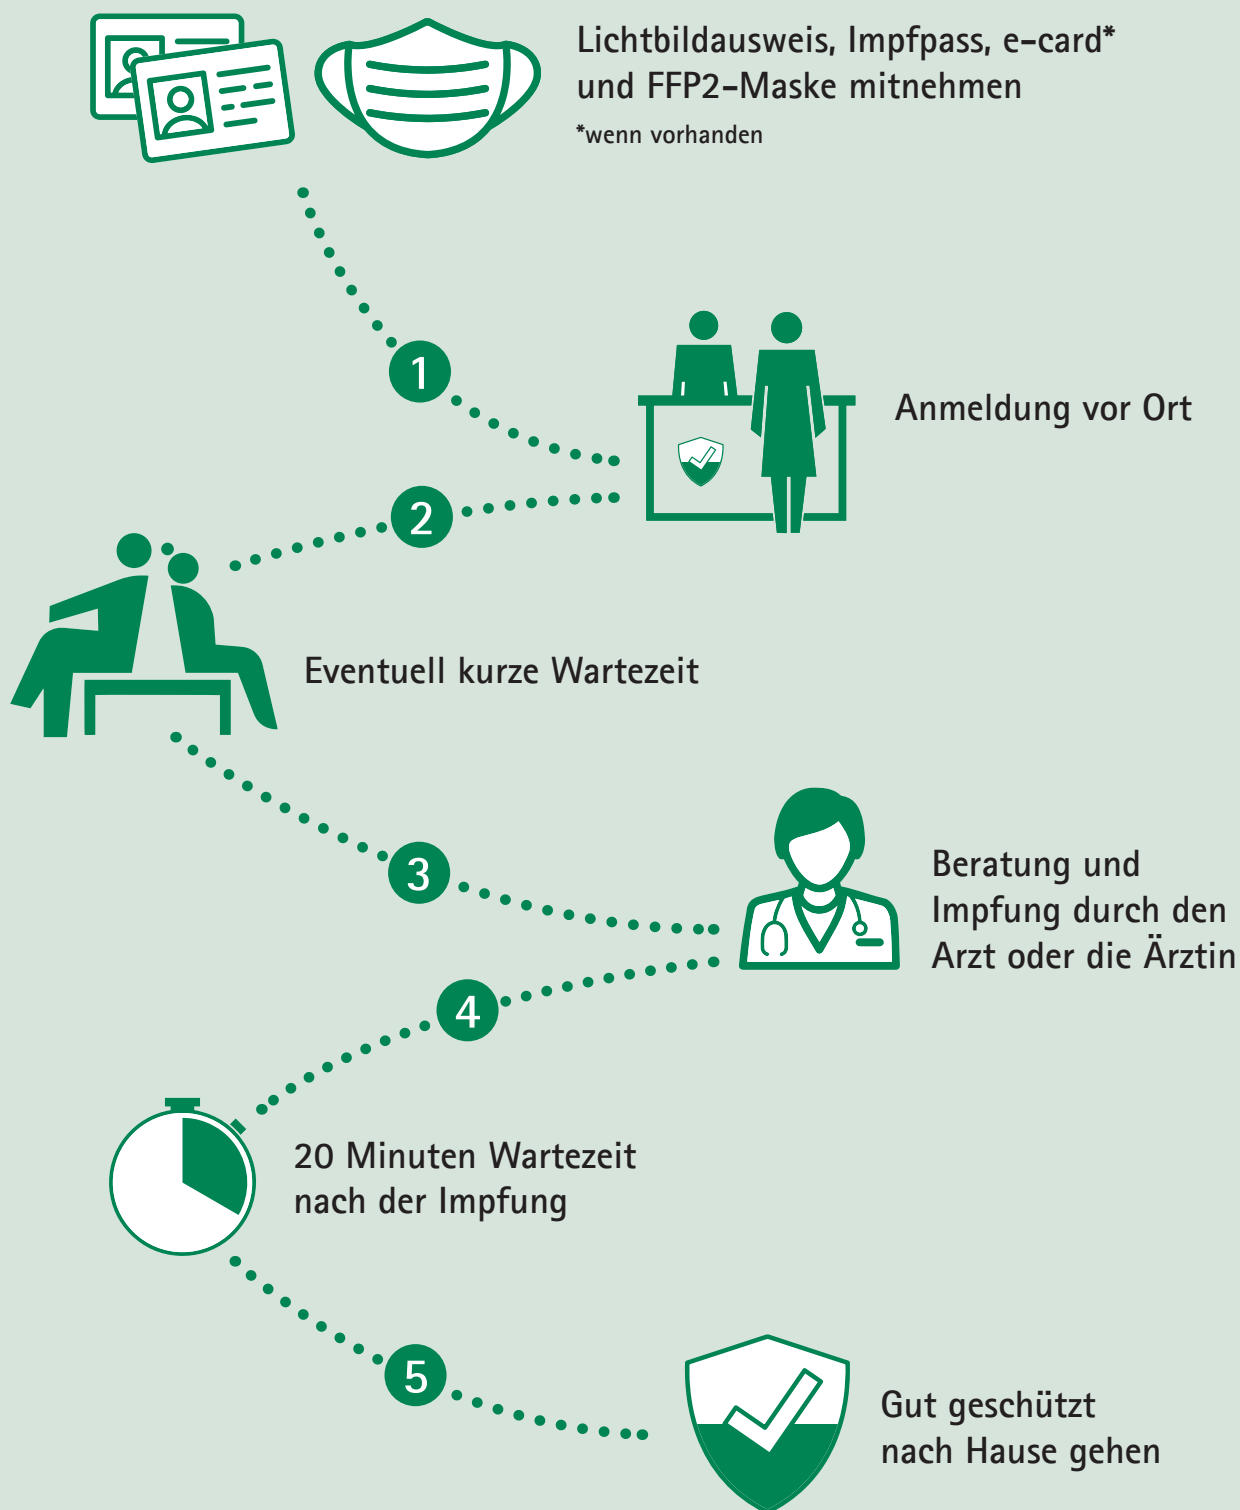 Lichtbildausweis, Impfpass, e-card*
und FFP2-Maske mitnehmen
*wenn vorhanden
1
Anmeldung vor Ort
2
Eventuell kurze Wartezeit
3
Beratung und
Impfung durch den
Arzt oder die Ärztin
4
20 Minuten Wartezeit
nach der Impfung
5
Gut geschützt
nach Hause gehen